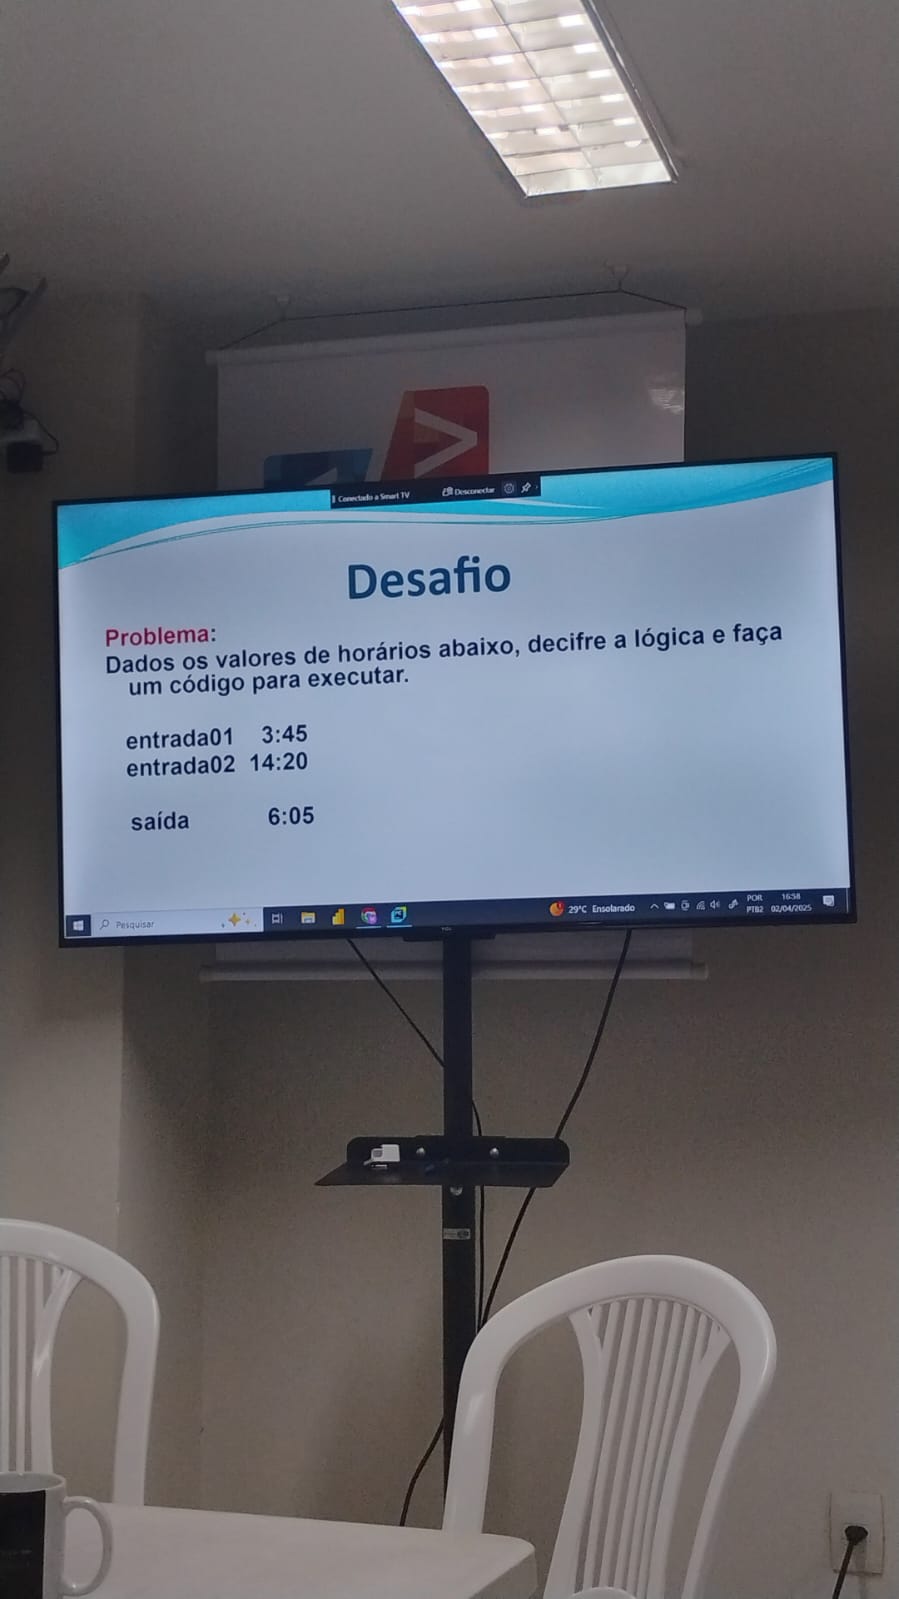 Conectado a Smart TV Desconectar
Desafio
Problema:
Dados os valores de horários abaixo, decifre a lógica e faça
um código para executar.
entrada01 3:45
entrada02 14:20
saída 6:05
Pesquisar
29°C Ensolarado
POR
PTB2
16:58
02/04/2025